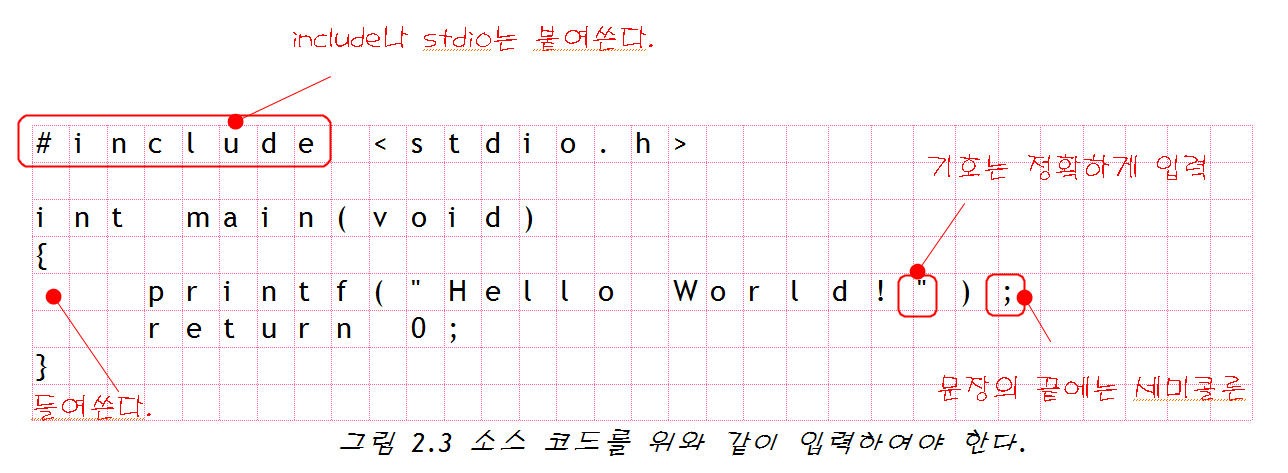 include나 stdio는 붙여쓴다.
#include <stdio.h>
기호는 정확하게 입력
int main(void)
{
printf("Hello World!");
return 0;
}
문장의 끝에는 세미콜론
들여쓴다.
그림 2.3 소스 코드를 위와 같이 입력하여야 한다.